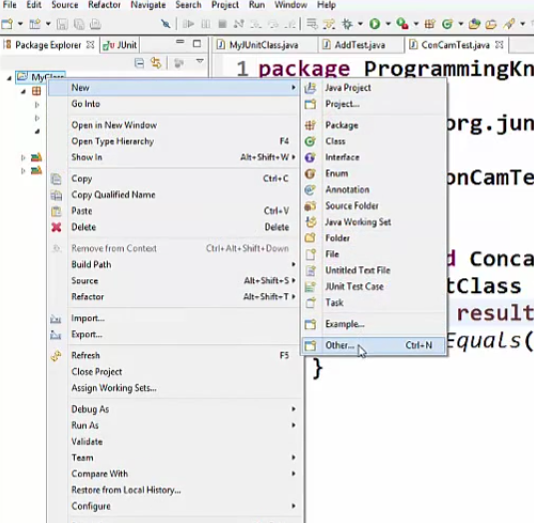 File Edit Source Refactor Navigate Search Project Run Window Help
Package Explorer JUnit
MyJUnitClass.java AddTest.java ConCamTest.java
MyClass
1 package ProgrammingKn
org.jun
onCamTe
d Conca
tClass
result
Equals(
}
New
Go Into
Open in New Window
Open Type Hierarchy F4
Show In Alt+Shift+W
Copy Ctrl+C
Copy Qualified Name
Paste Ctrl+V
Delete Delete
Remove from Context Ctrl+Alt+Shift+Down
Build Path
Source Alt+Shift+S
Refactor Alt+Shift+T
Import...
Export...
Refresh F5
Close Project
Assign Working Sets...
Debug As
Run As
Validate
Team
Compare With
Restore from Local History...
Configure
Java Project
Project...
Package
Class
Interface
Enum
Annotation
Source Folder
Java Working Set
Folder
File
Untitled Text File
JUnit Test Case
Task
Example...
Other... Ctrl+N